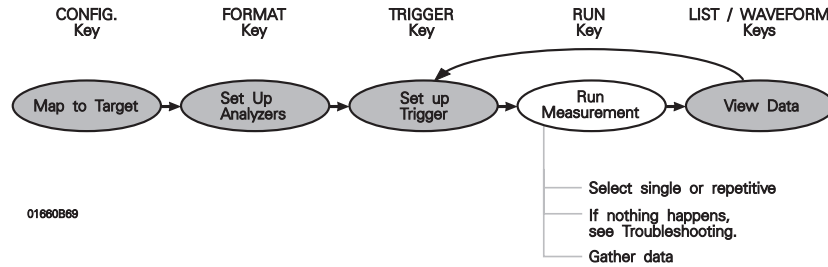 CONFIG. Key
FORMAT Key
TRIGGER Key
RUN Key
LIST / WAVEFORM Keys
Map to Target
Set Up Analyzers
Set up Trigger
Run Measurement
View Data
Select single or repetitive
If nothing happens,
see Troubleshooting.
Gather data
01660B69